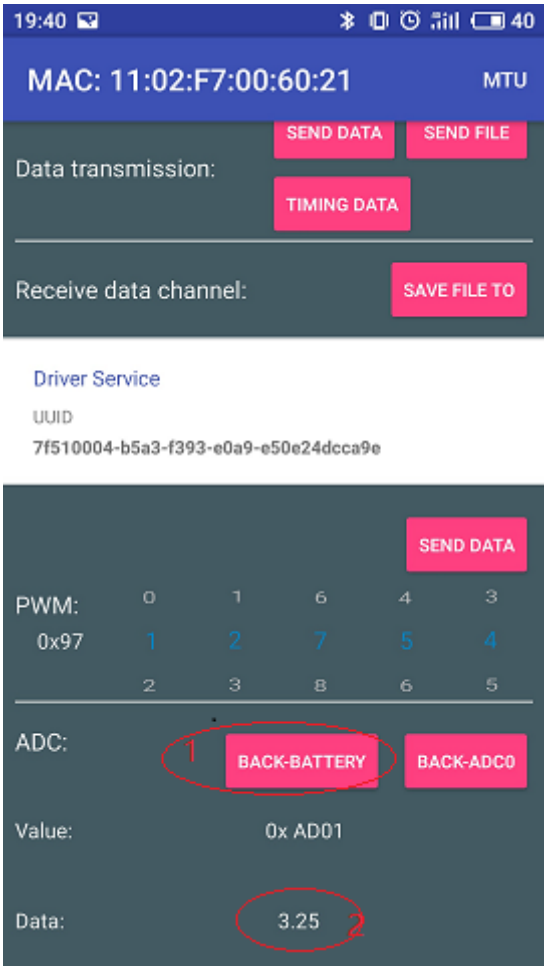 19:40 40
MAC: 11:02:F7:00:60:21 MTU
SEND DATA SEND FILE
Data transmission:
TIMING DATA
Receive data channel: SAVE FILE TO
Driver Service
UUID
7f510004-b5a3-f393-e0a9-e50e24dcca9e
SEND DATA
0 1 6 4 3
PWM:
0x97 1 2 7 5 4
2 3 8 6 5
ADC: 1 BACK-BATTERY BACK-ADC0
Value: 0x AD01
Data: 3.25 2